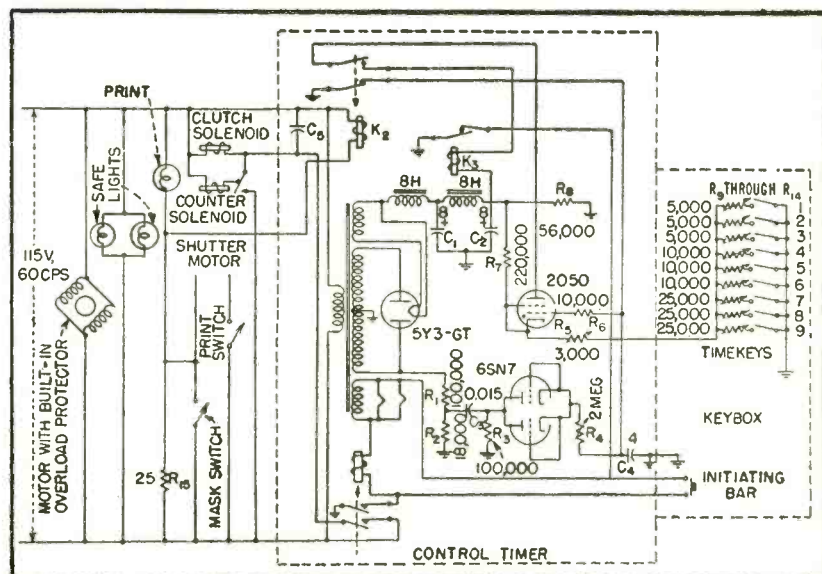 PRINT
CLUTCH
SOLENOID
COUNTER
SOLENOID
SHUTTER
MOTOR
SAFE
LIGHTS
115V,
60CPS
MOTOR WITH BUILT-IN
OVERLOAD PROTECTOR
25
MASK SWITCH
PRINT
SWITCH
C5
K2
K3
8H
8H
8
8
C1
C2
R8
56,000
220,000
R7
2050
10,000
R6
R5
3,000
5Y3-GT
6SN7
R1
100,000
0.015
R2
18,000
R3
100,000
2 MEG
R4
4
C4
CONTROL TIMER
R9 THROUGH R14
5,000 1
5,000 2
5,000 3
10,000 4
10,000 5
10,000 6
25,000 7
25,000 8
25,000 9
TIMEKEYS
KEYBOX
INITIATING
BAR